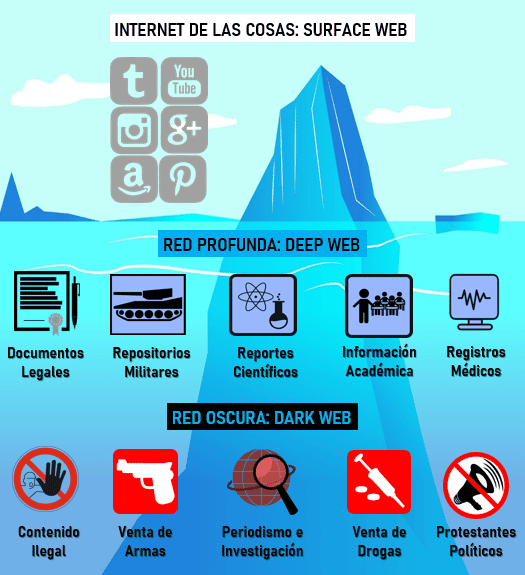 INTERNET DE LAS COSAS: SURFACE WEB
t
You
Tube
g+
a
RED PROFUNDA: DEEP WEB
Documentos
Legales
Repositorios
Militares
Reportes
Científicos
Información
Académica
Registros
Médicos
RED OSCURA: DARK WEB
Contenido
Ilegal
Venta de
Armas
Periodismo e
Investigación
Venta de
Drogas
Protestantes
Políticos